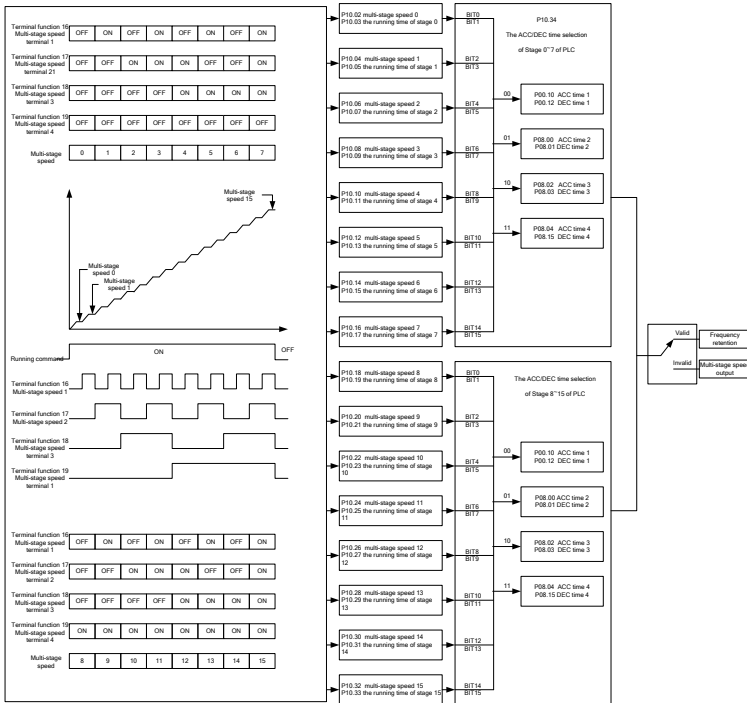 Terminal function 16
Multi-stage speed
terminal 1
OFF ON OFF ON OFF ON OFF ON
Terminal function 17
Multi-stage speed
terminal 21
OFF OFF ON ON OFF OFF ON ON
Terminal function 18
Multi-stage speed
terminal 3
OFF OFF OFF OFF ON ON ON ON
Terminal function 19
Multi-stage speed
terminal 4
OFF OFF OFF OFF OFF OFF OFF OFF
Multi-stage
speed
0 1 2 3 4 5 6 7
Multi-stage
speed 15
Multi-stage
speed 0
Multi-stage
speed 1
Running command
ON
OFF
Terminal function 16
Multi-stage speed 1
Terminal function 17
Multi-stage speed 2
Terminal function 18
Multi-stage speed
terminal 3
Terminal function 19
Multi-stage speed
terminal 1
Terminal function 16
Multi-stage speed
terminal 1
OFF ON OFF OFF OFF ON OFF ON
Terminal function 17
Multi-stage speed
terminal 2
OFF OFF ON ON OFF OFF ON ON
Terminal function 18
Multi-stage speed
terminal 3
OFF OFF OFF OFF ON ON ON ON
Terminal function 19
Multi-stage speed
terminal 4
ON ON ON ON ON ON ON ON
Multi-stage
speed
8 9 10 11 12 13 14 15
P10.02 multi-stage speed 0
P10.03 the running time of stage 0
P10.04 multi-stage speed 1
P10.05 the running time of stage 1
P10.06 multi-stage speed 2
P10.07 the running time of stage 2
P10.08 multi-stage speed 3
P10.09 the running time of stage 3
P10.10 multi-stage speed 4
P10.11 the running time of stage 4
P10.12 multi-stage speed 5
P10.13 the running time of stage 5
P10.14 multi-stage speed 6
P10.15 the running time of stage 6
P10.16 multi-stage speed 7
P10.17 the running time of stage 7
P10.18 multi-stage speed 8
P10.19 the running time of stage 8
P10.20 multi-stage speed 9
P10.21 the running time of stage 9
P10.22 multi-stage speed 10
P10.23 the running time of stage
10
P10.24 multi-stage speed 11
P10.25 the running time of stage
11
P10.26 multi-stage speed 12
P10.27 the running time of stage
12
P10.28 multi-stage speed 13
P10.29 the running time of stage
13
P10.30 multi-stage speed 14
P10.31 the running time of stage
14
P10.32 multi-stage speed 15
P10.33 the running time of stage 15
BIT0
BIT1
BIT2
BIT3
BIT4
BIT5
BIT6
BIT7
BIT8
BIT9
BIT10
BIT11
BIT12
BIT13
BIT14
BIT15
P10.34
The ACC/DEC time selection
of Stage 0~7 of PLC
00
P00.10 ACC time 1
P00.12 DEC time 1
01
P08.00 ACC time 2
P08.01 DEC time 2
10
P08.02 ACC time 3
P08.03 DEC time 3
11
P08.04 ACC time 4
P08.15 DEC time 4
BIT0
BIT1
BIT2
BIT3
BIT4
BIT5
BIT6
BIT7
BIT8
BIT9
BIT10
BIT11
BIT12
BIT13
BIT14
BIT15
The ACC/DEC time selection
of Stage 8~15 of PLC
00
P00.10 ACC time 1
P00.12 DEC time 1
01
P08.00 ACC time 2
P08.01 DEC time 2
10
P08.02 ACC time 3
P08.03 DEC time 3
11
P08.04 ACC time 4
P08.15 DEC time 4
Valid
Frequency
retention
Invalid
Multi-stage speed
output